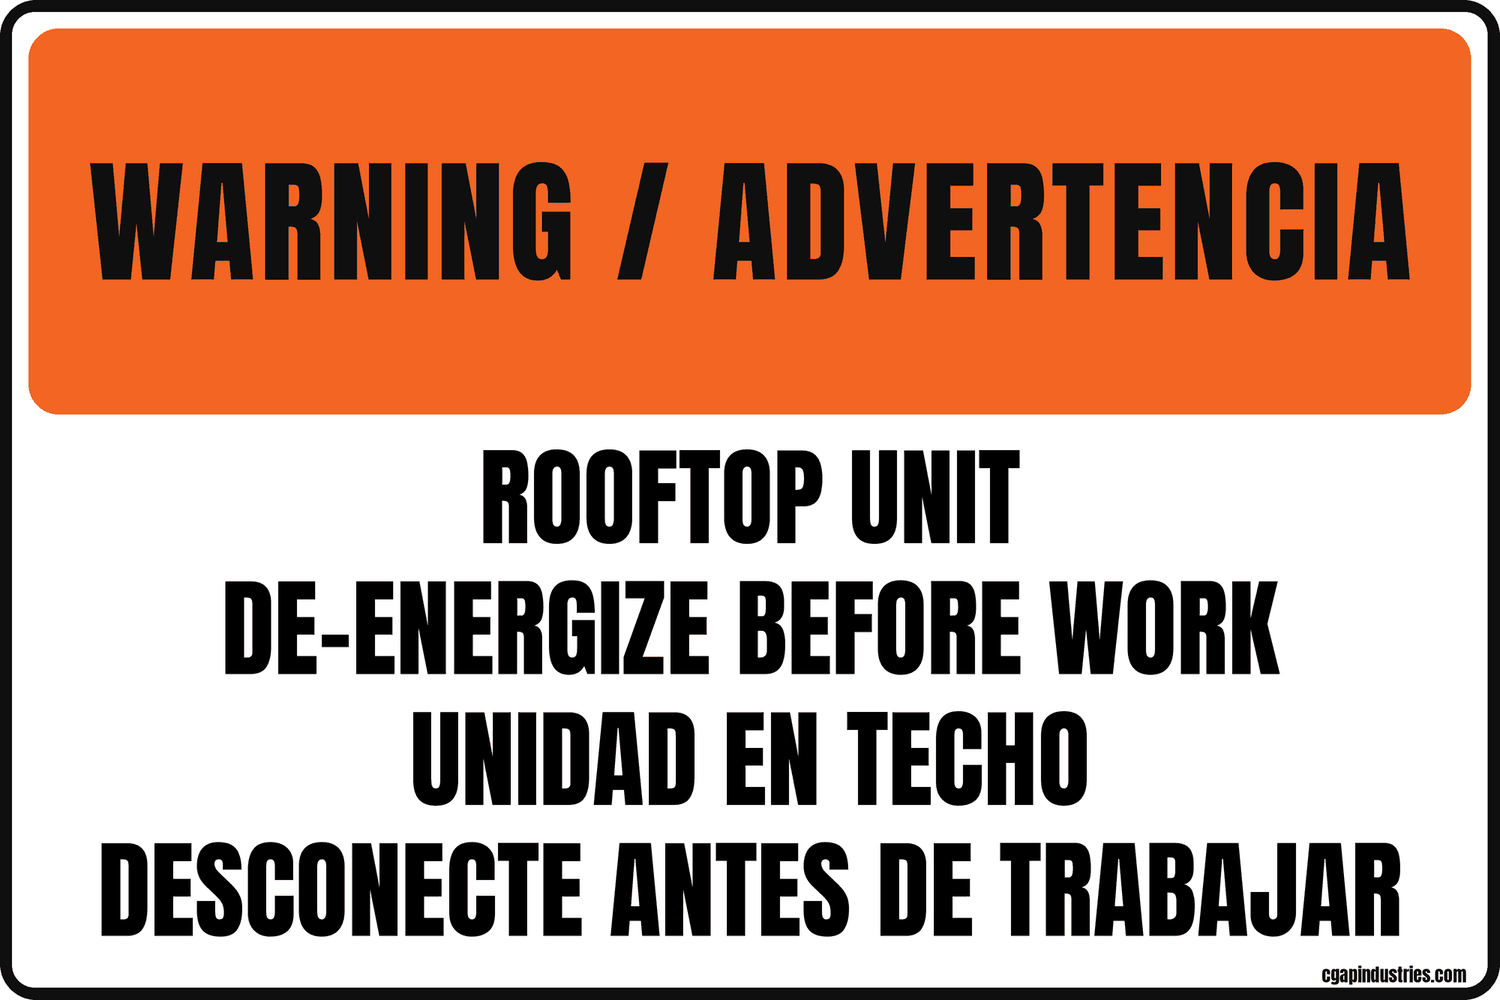 WARNING / ADVERTENCIA
ROOFTOP UNIT
DE-ENERGIZE BEFORE WORK
UNIDAD EN TECHO
DESCONECTE ANTES DE TRABAJAR
cgapindustries.com